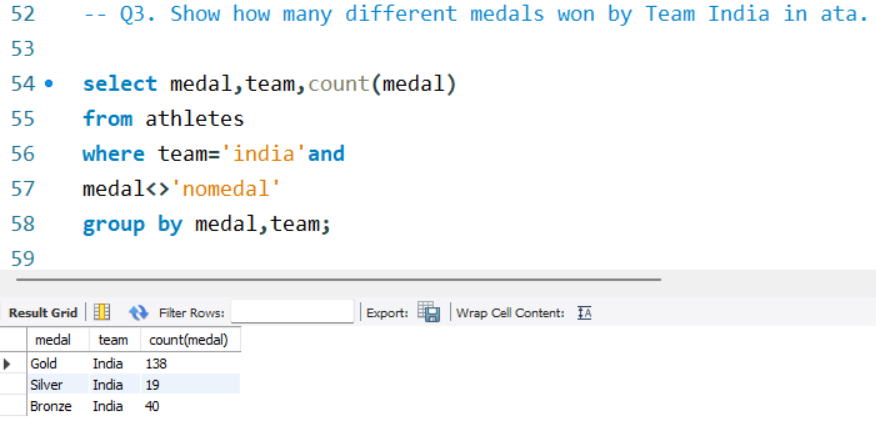 52 -- Q3. Show how many different medals won by Team India in ata.
53
54 select medal,team,count(medal)
55 from athletes
56 where team='india'and
57 medal<>'nomedal'
58 group by medal,team;
59
Result Grid Filter Rows: Export: Wrap Cell Content:
medal team count(medal)
Gold India 138
Silver India 19
Bronze India 40